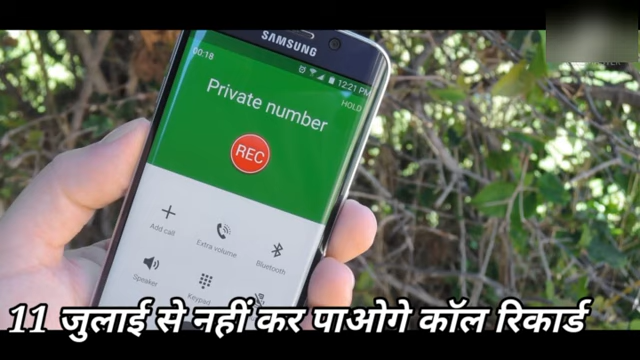 SAMSUNG
00:18
12:21 PM
HOLD
Private number
REC
Add call
Extra volume
Bluetooth
Speaker
Keypad
11 जुलाई से नहीं कर पाओगे कॉल रिकार्ड